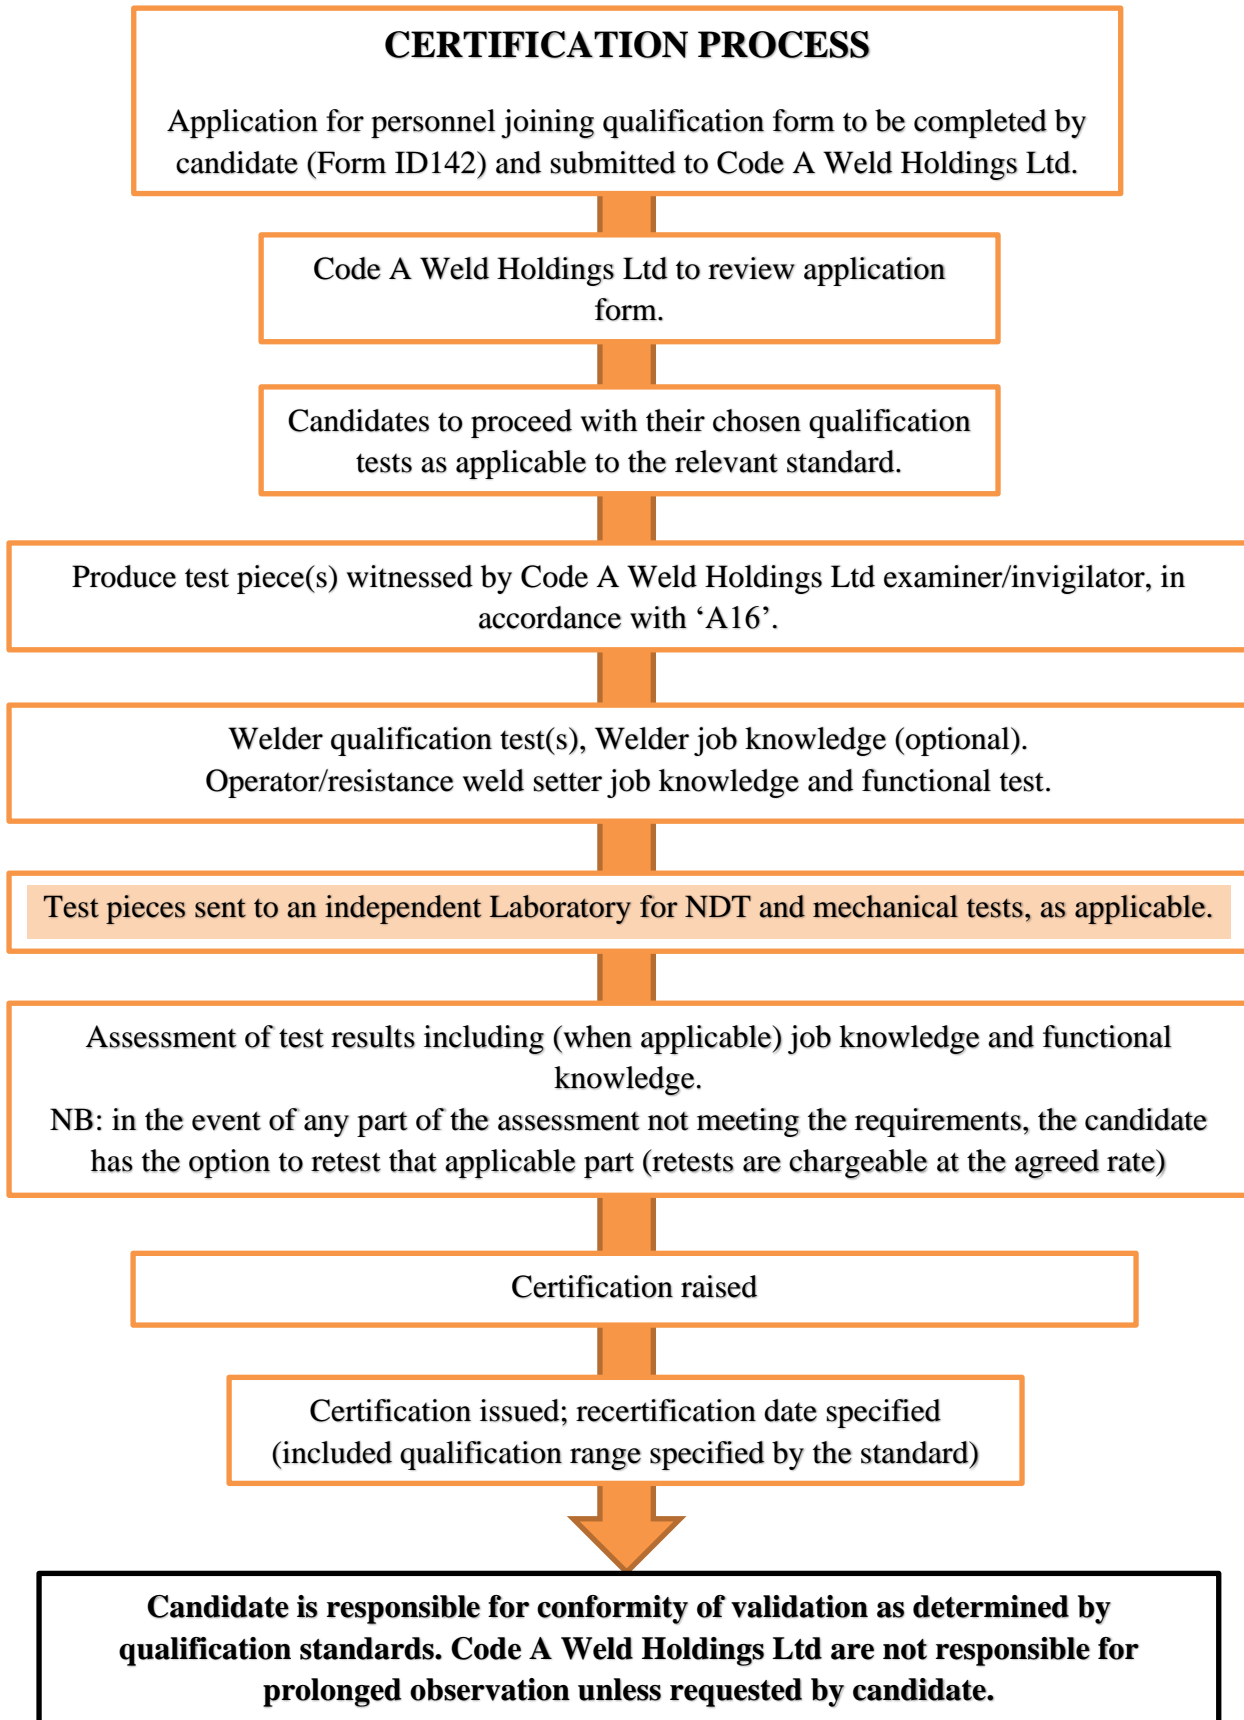 CERTIFICATION PROCESS
Application for personnel joining qualification form to be completed by
candidate (Form ID142) and submitted to Code A Weld Holdings Ltd.
Code A Weld Holdings Ltd to review application
form.
Candidates to proceed with their chosen qualification
tests as applicable to the relevant standard.
Produce test piece(s) witnessed by Code A Weld Holdings Ltd examiner/invigilator, in
accordance with ‘A16’.
Welder qualification test(s), Welder job knowledge (optional).
Operator/resistance weld setter job knowledge and functional test.
Test pieces sent to an independent Laboratory for NDT and mechanical tests, as applicable.
Assessment of test results including (when applicable) job knowledge and functional
knowledge.
NB: in the event of any part of the assessment not meeting the requirements, the candidate
has the option to retest that applicable part (retests are chargeable at the agreed rate)
Certification raised
Certification issued; recertification date specified
(included qualification range specified by the standard)
Candidate is responsible for conformity of validation as determined by
qualification standards. Code A Weld Holdings Ltd are not responsible for
prolonged observation unless requested by candidate.